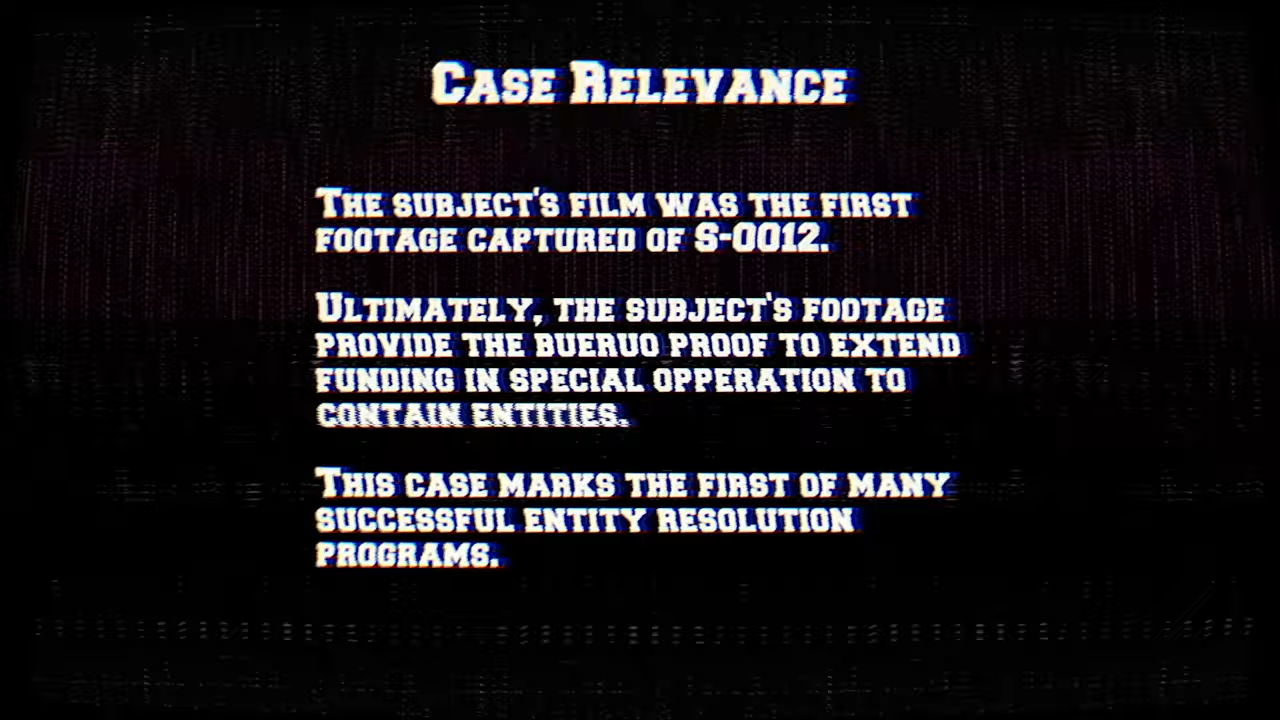 Case Relevance
The subject's film was the first
footage captured of S-0012.
Ultimately, the subject's footage
provide the Bueruo proof to extend
funding in special opperation to
contain entities.
This case marks the first of many
successful entity resolution
programs.